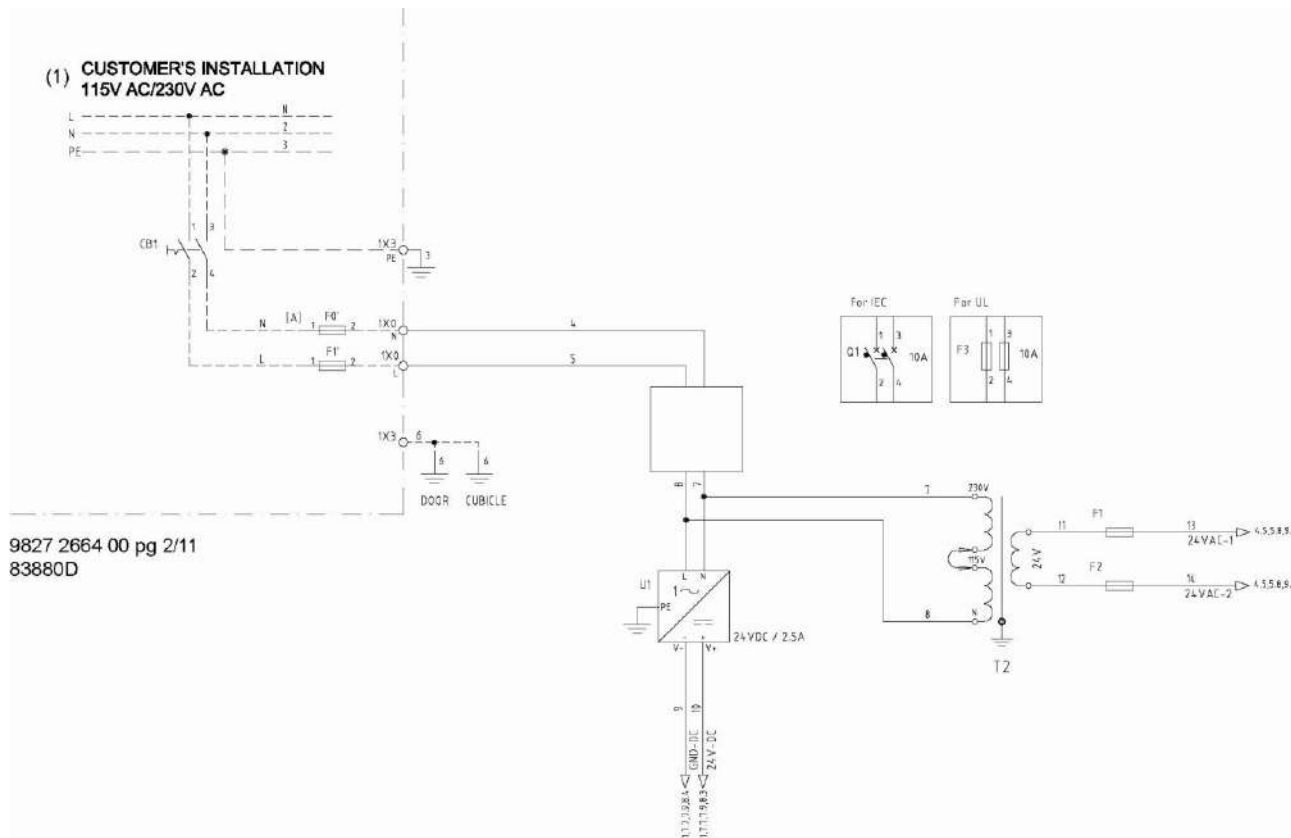 (1) CUSTOMER'S INSTALLATION
115V AC/230V AC
L N
N 2
PE 3
1 3
CB1
2 4
1X3
PE 3
N [A] 1 F0' 2 1X0
N
4
L 1 F1' 2 1X0
L
5
For IEC For UL
1 3
Q1 10A
2 4
1 3
F3 10A
2 4
1X3 6
6 6
DOOR CUBICLE
8 7
7 230V
115V
8 N
24V
T2
11 F1 13
24VAC-1
12 F2 14
24VAC-2
L N
U1 1
PE
24VDC / 2.5A
- +
V- V+
9 10
GND-DC 24V-DC
9827 2664 00 pg 2/11
83880D